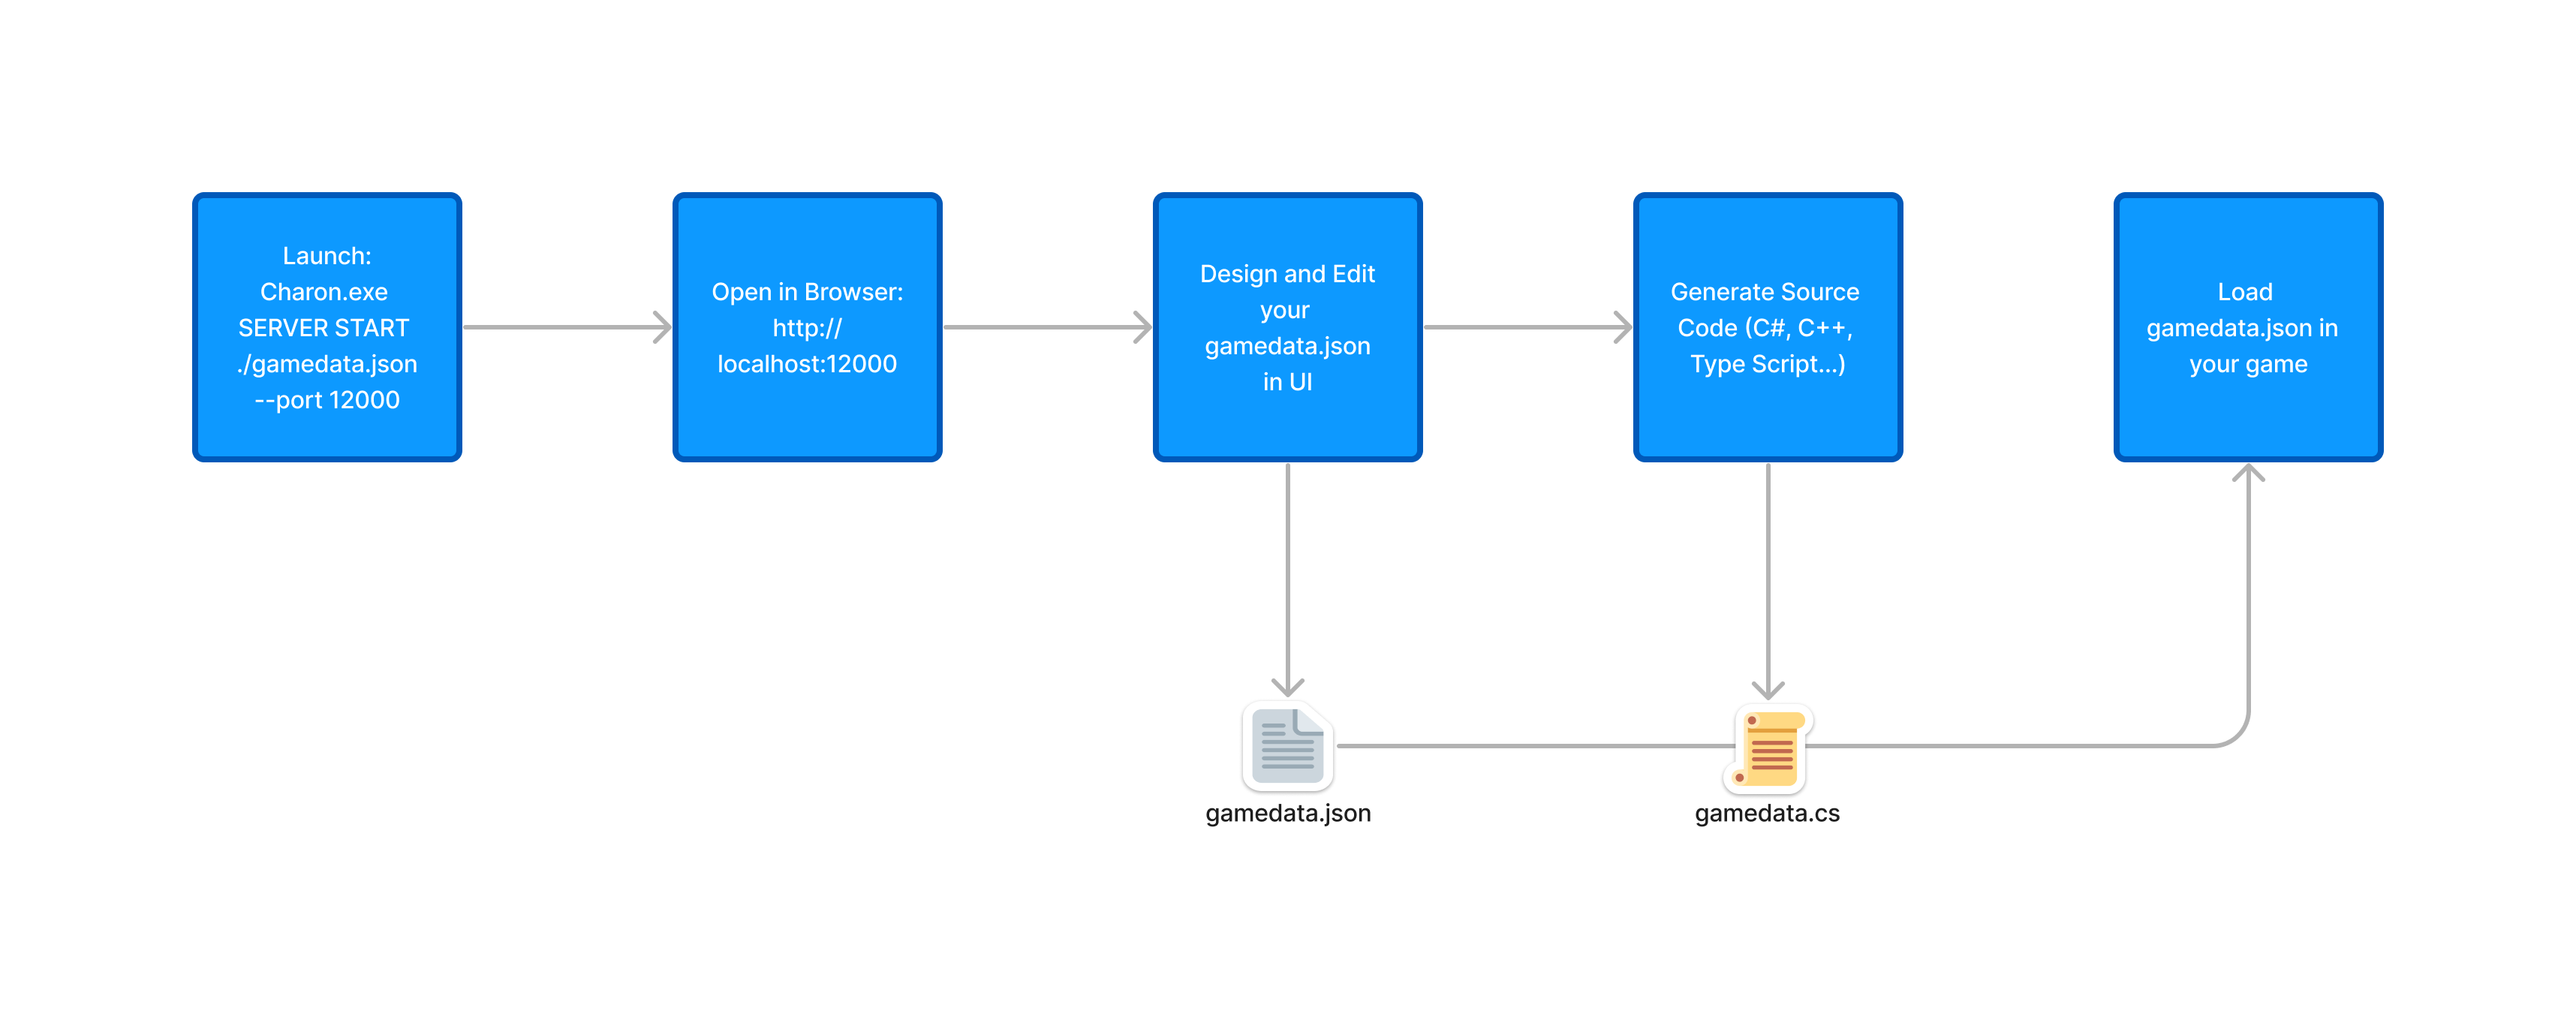 Launch:
Charon.exe
SERVER START
./gamedata.json
--port 12000
Open in Browser:
http://
localhost:12000
Design and Edit
your
gamedata.json
in UI
Generate Source
Code (C#, C++,
Type Script...)
Load
gamedata.json in
your game
gamedata.json
gamedata.cs